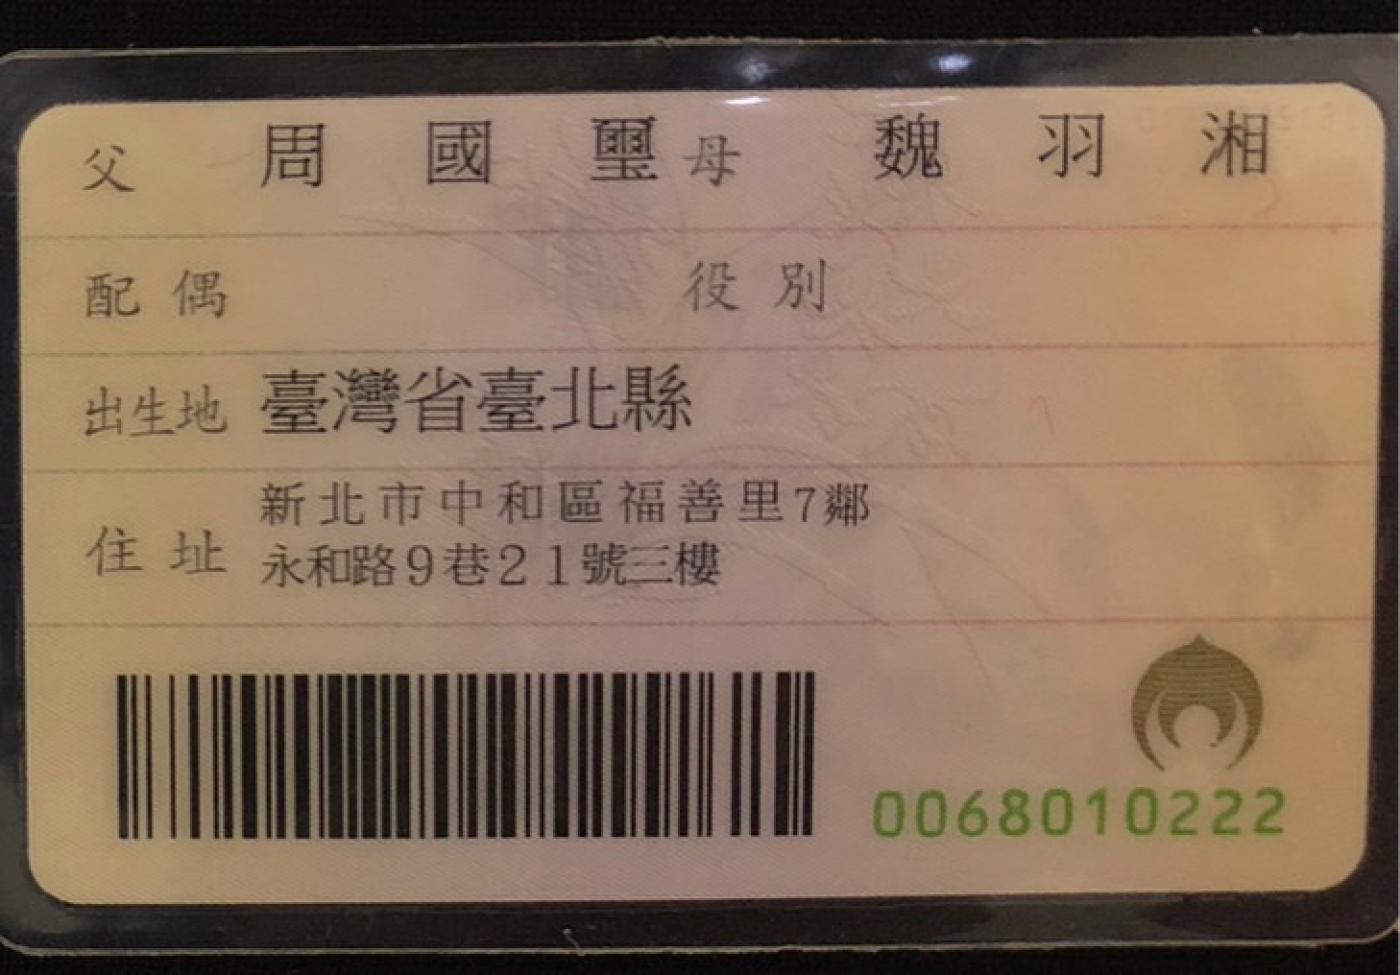 父 周國璽 母 魏羽湘
配偶 役別
出生地 臺灣省臺北縣
住址 新北市中和區福善里7鄰
永和路9巷21號三樓
0068010222